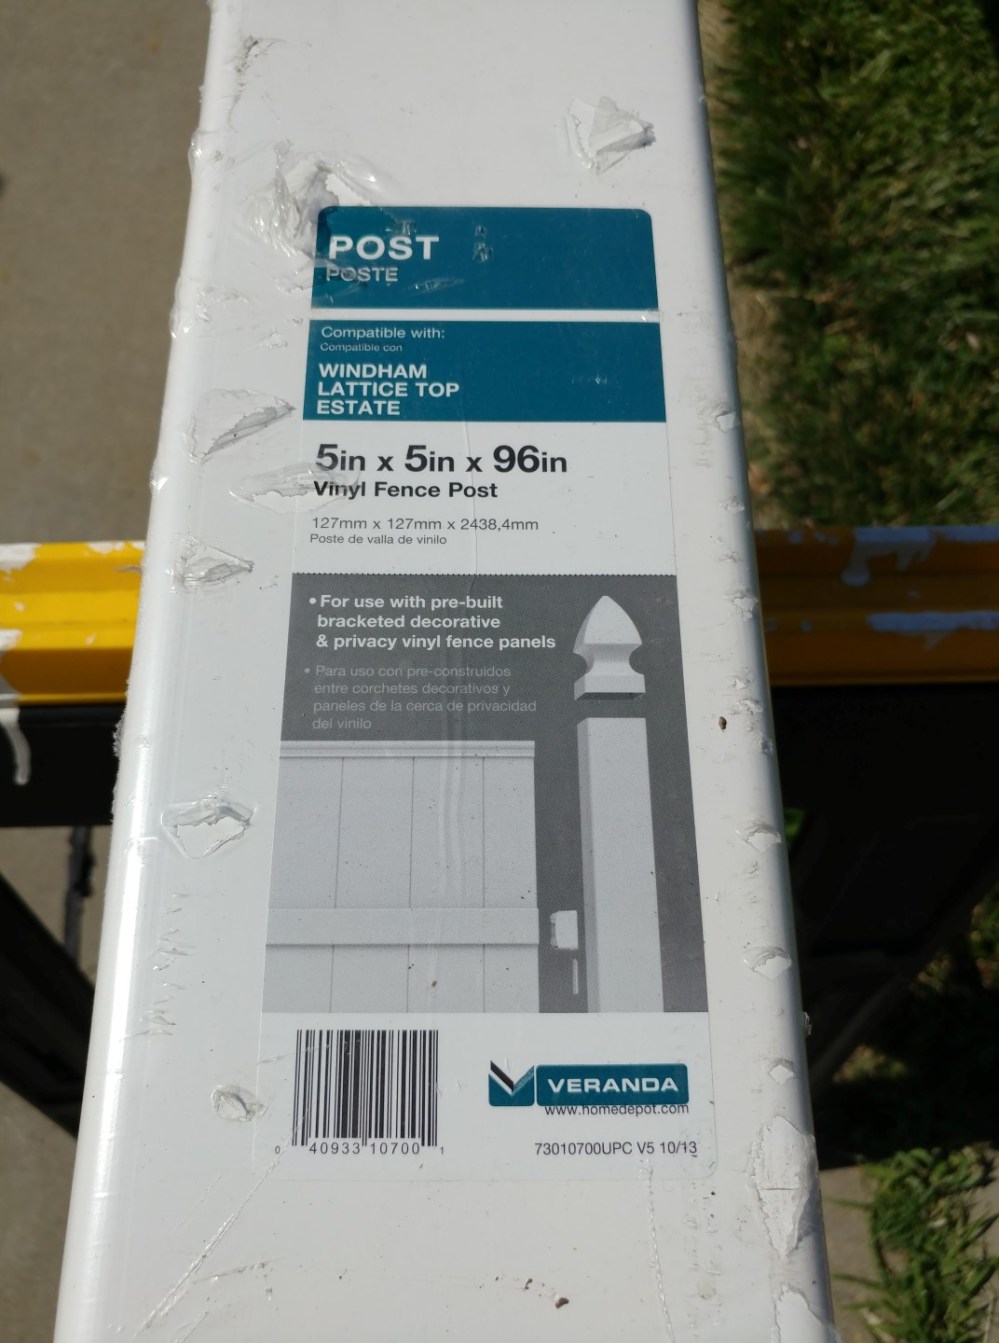 POST
POSTE
Compatible with:
Compatible con
WINDHAM
LATTICE TOP
ESTATE
5in x 5in x 96in
Vinyl Fence Post
127mm x 127mm x 2438,4mm
Poste de valla de vinilo
• For use with pre-built
bracketed decorative
& privacy vinyl fence panels
• Para uso con pre-construidos
entre corchetes decorativos y
paneles de la cerca de privacidad
del vinilo
VERANDA
www.homedepot.com
0 40933 10700 1
73010700UPC V5 10/13